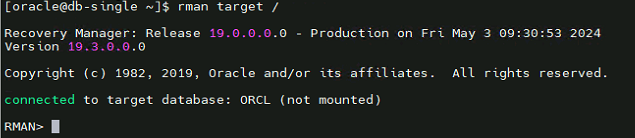 [oracle@db-single ~]$ rman target /
Recovery Manager: Release 19.0.0.0.0 - Production on Fri May 3 09:30:53 2024
Version 19.3.0.0.0
Copyright (c) 1982, 2019, Oracle and/or its affiliates.  All rights reserved.
connected to target database: ORCL (not mounted)
RMAN>